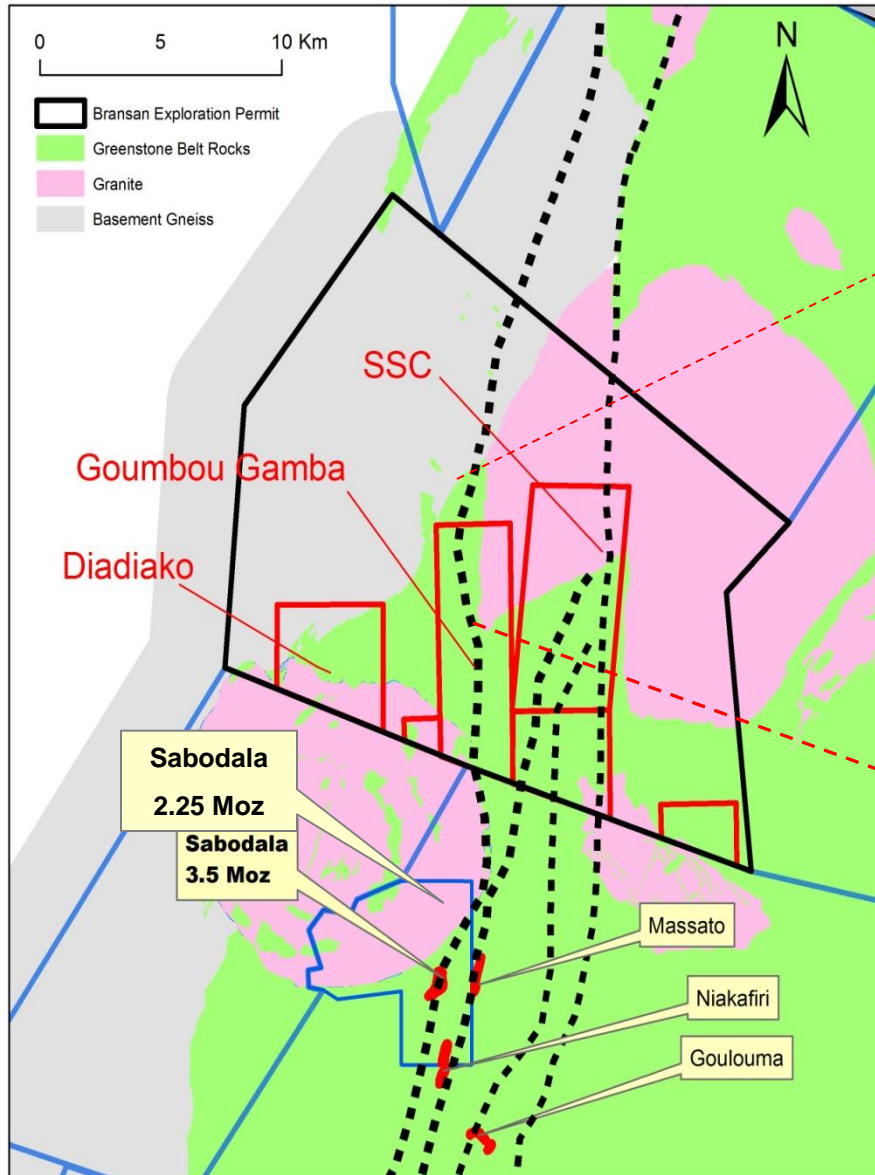 0 5 10 Km
N
Bransan Exploration Permit
Greenstone Belt Rocks
Granite
Basement Gneiss
SSC
Goumbou Gamba
Diadiako
Sabodala
2.25 Moz
Sabodala
3.5 Moz
Massato
Niakafiri
Goulouma